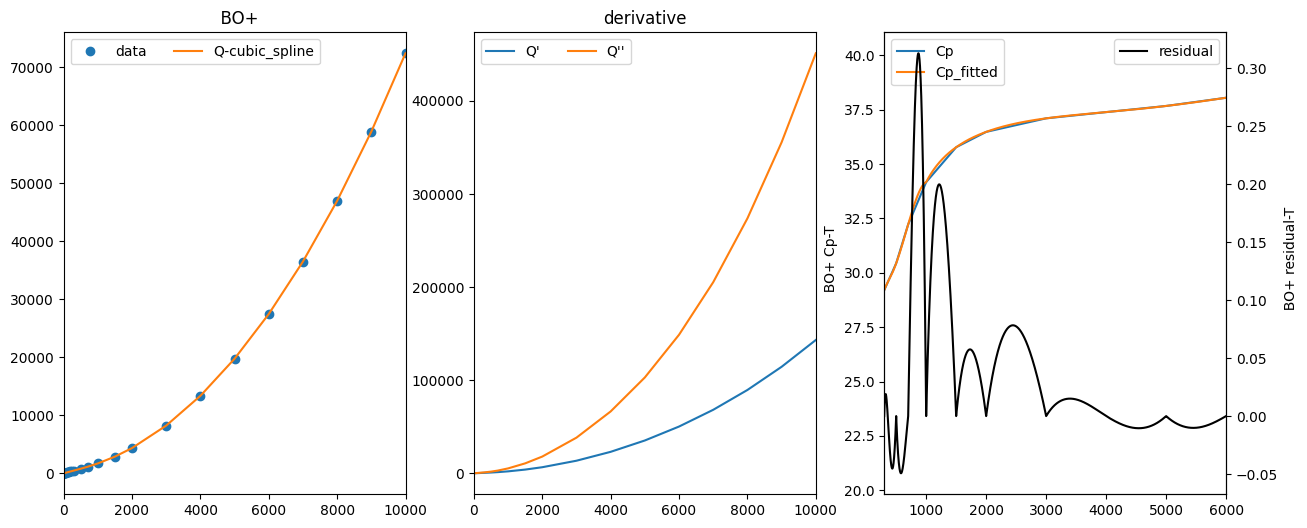 BO+
data
Q-cubic_spline
70000
60000
50000
40000
30000
20000
10000
0
0 2000 4000 6000 8000 10000
derivative
Q'
Q''
400000
300000
200000
100000
0
0 2000 4000 6000 8000 10000
Cp
Cp_fitted
residual
BO+ Cp-T
40.0
37.5
35.0
32.5
30.0
27.5
25.0
22.5
20.0
1000 2000 3000 4000 5000 6000
0.30
0.25
0.20
0.15
0.10
0.05
0.00
−0.05
BO+ residual-T